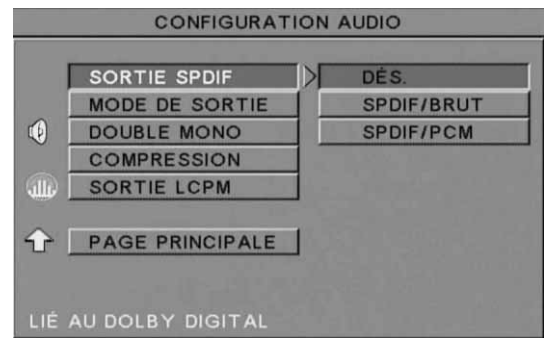 CONFIGURATION AUDIO
SORTIE SPDIF
DÉS.
MODE DE SORTIE
SPDIF/BRUT
DOUBLE MONO
SPDIF/PCM
COMPRESSION
SORTIE LCPM
PAGE PRINCIPALE
LIÉ AU DOLBY DIGITAL